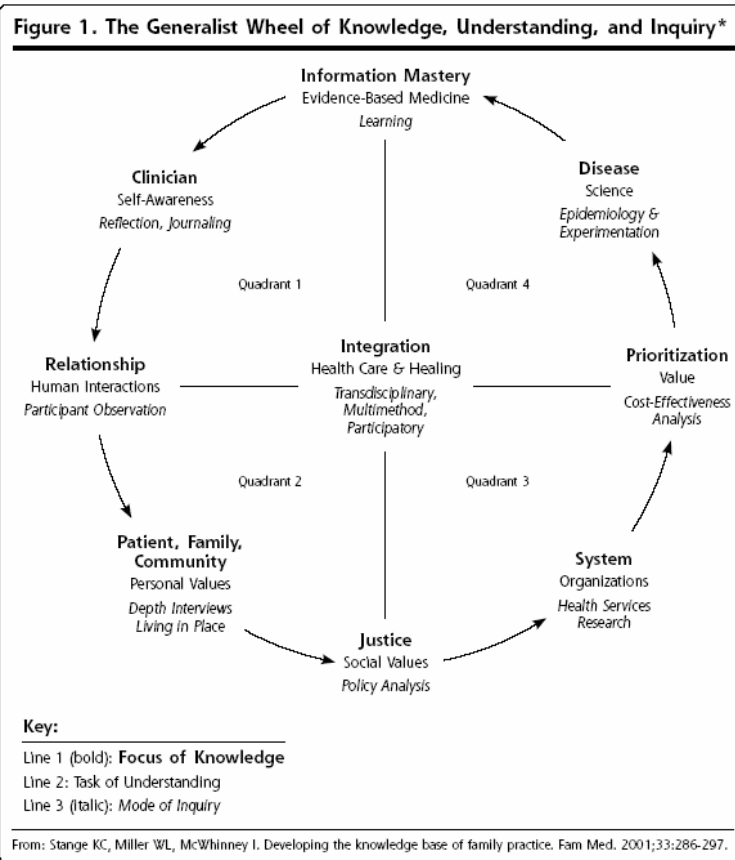 Figure 1. The Generalist Wheel of Knowledge, Understanding, and Inquiry*
Information Mastery
Evidence-Based Medicine
Learning
Clinician
Self-Awareness
Reflection, Journaling
Disease
Science
Epidemiology &
Experimentation
Quadrant 1
Quadrant 4
Relationship
Human Interactions
Participant Observation
Integration
Health Care & Healing
Transdisciplinary,
Multimethod,
Participatory
Prioritization
Value
Cost-Effectiveness
Analysis
Quadrant 2
Quadrant 3
Patient, Family,
Community
Personal Values
Depth Interviews
Living in Place
System
Organizations
Health Services
Research
Justice
Social Values
Policy Analysis
Key:
Line 1 (bold): Focus of Knowledge
Line 2: Task of Understanding
Line 3 (italic): Mode of Inquiry
From: Stange KC, Miller WL, McWhinney I. Developing the knowledge base of family practice. Fam Med. 2001;33:286-297.